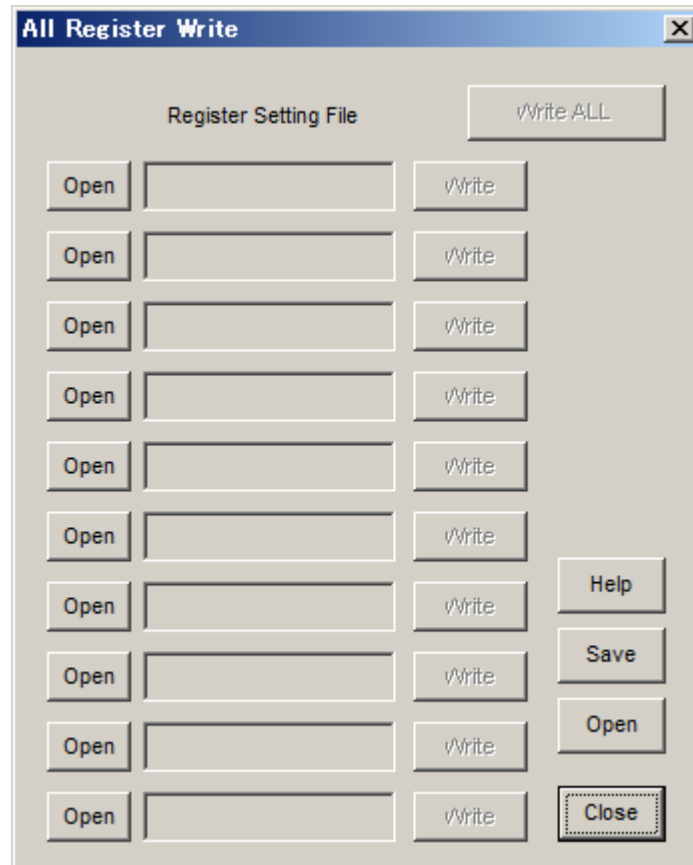 All Register Write
Register Setting File Write ALL
Open Write
Open Write
Open Write
Open Write
Open Write
Open Write
Open Write Help
Open Write Save
Open Write Open
Open Write Close